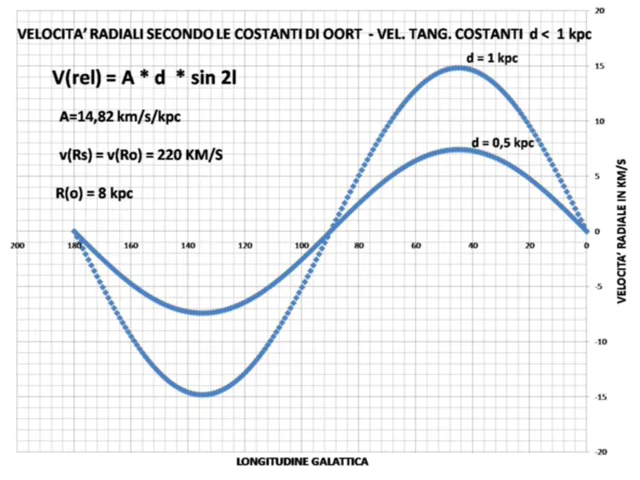 VELOCITA' RADIALI SECONDO LE COSTANTI DI OORT - VEL. TANG. COSTANTI d < 1 kpc
V(rel) = A * d * sin 2l
A=14,82 km/s/kpc
v(Rs) = v(Ro) = 220 KM/S
R(o) = 8 kpc
d = 1 kpc
d = 0,5 kpc
20
15
10
5
0
-5
-10
-15
-20
VELOCITA' RADIALE IN KM/S
200 180 160 140 120 100 80 60 40 20 0
LONGITUDINE GALATTICA